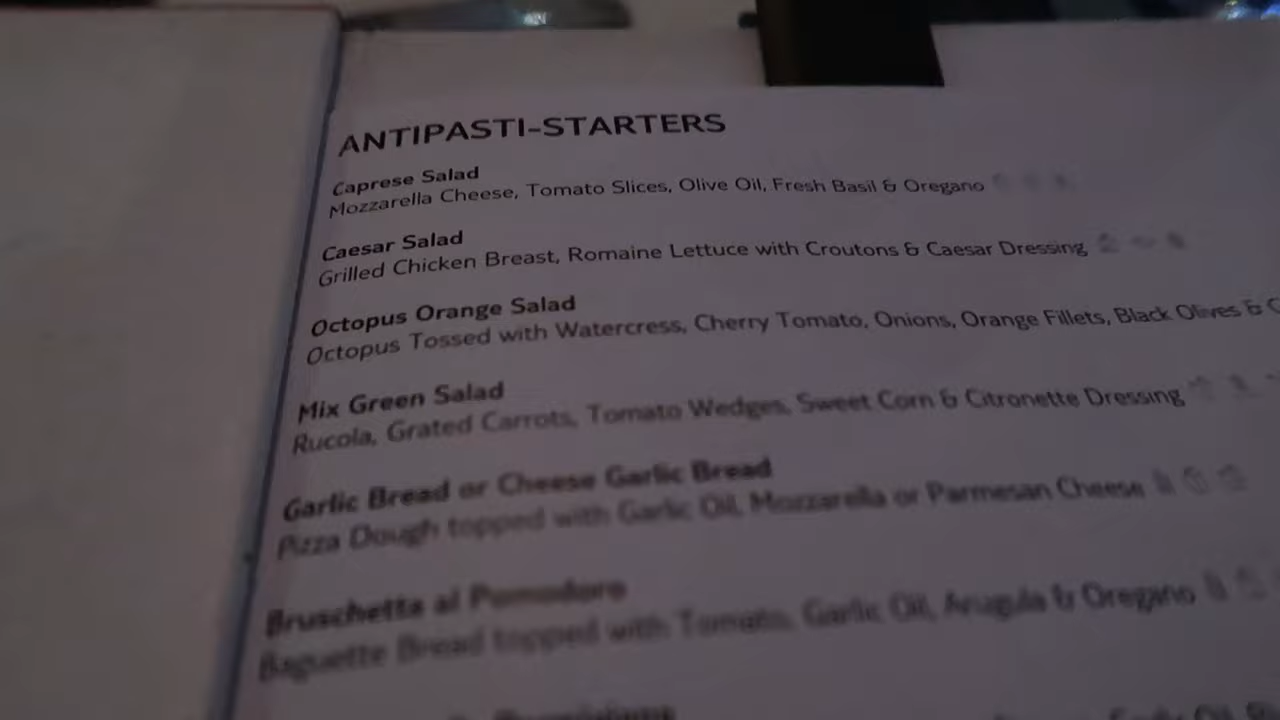 ANTIPASTI-STARTERS
Caprese Salad
Mozzarella Cheese, Tomato Slices, Olive Oil, Fresh Basil & Oregano
Caesar Salad
Grilled Chicken Breast, Romaine Lettuce with Croutons & Caesar Dressing
Octopus Orange Salad
Octopus Tossed with Watercress, Cherry Tomato, Onions, Orange Fillets, Black Olives & C
Mix Green Salad
Rucola, Grated Carrots, Tomato Wedges, Sweet Corn & Citronette Dressing
Garlic Bread or Cheese Garlic Bread
Pizza Dough topped with Garlic Oil, Mozzarella or Parmesan Cheese
Bruschetta al Pomodoro
Baguette Bread topped with Tomato, Garlic Oil, Arugula & Oregano